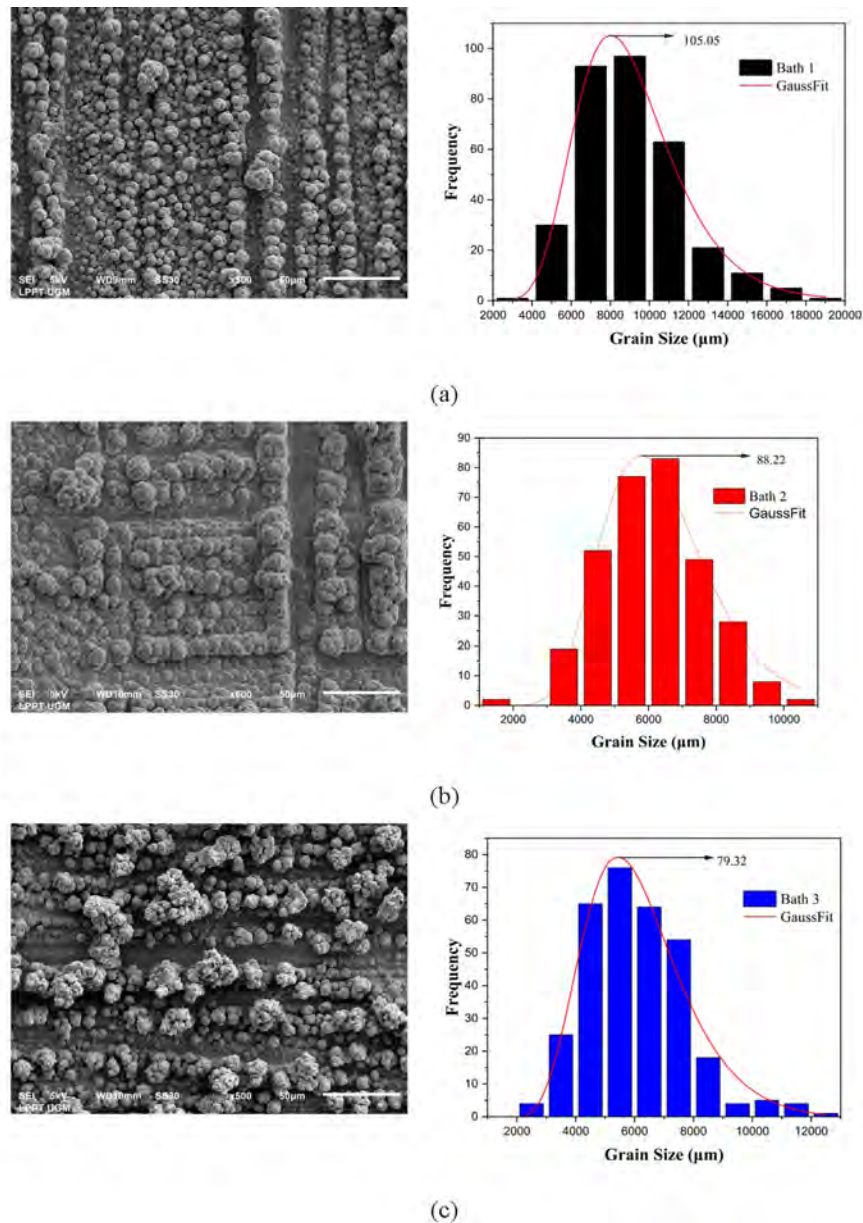 SEI 5kV WD9mm SS30 x500 50µm
LPPT UGM
105.05
Bath 1
GaussFit
Frequency
100
80
60
40
20
0
2000 4000 6000 8000 10000 12000 14000 16000 18000 20000
Grain Size (µm)
(a)
SEI 5kV WD10mm SS30 50µm
LPPT UGM
88.22
Bath 2
GaussFit
Frequency
90
80
70
60
50
40
30
20
10
0
2000 4000 6000 8000 10000
Grain Size (µm)
(b)
SEI 5kV WD10mm SS30 x500 50µm
LPPT UGM
79.32
Bath 3
GaussFit
Frequency
80
70
60
50
40
30
20
10
0
2000 4000 6000 8000 10000 12000
Grain Size (µm)
(c)